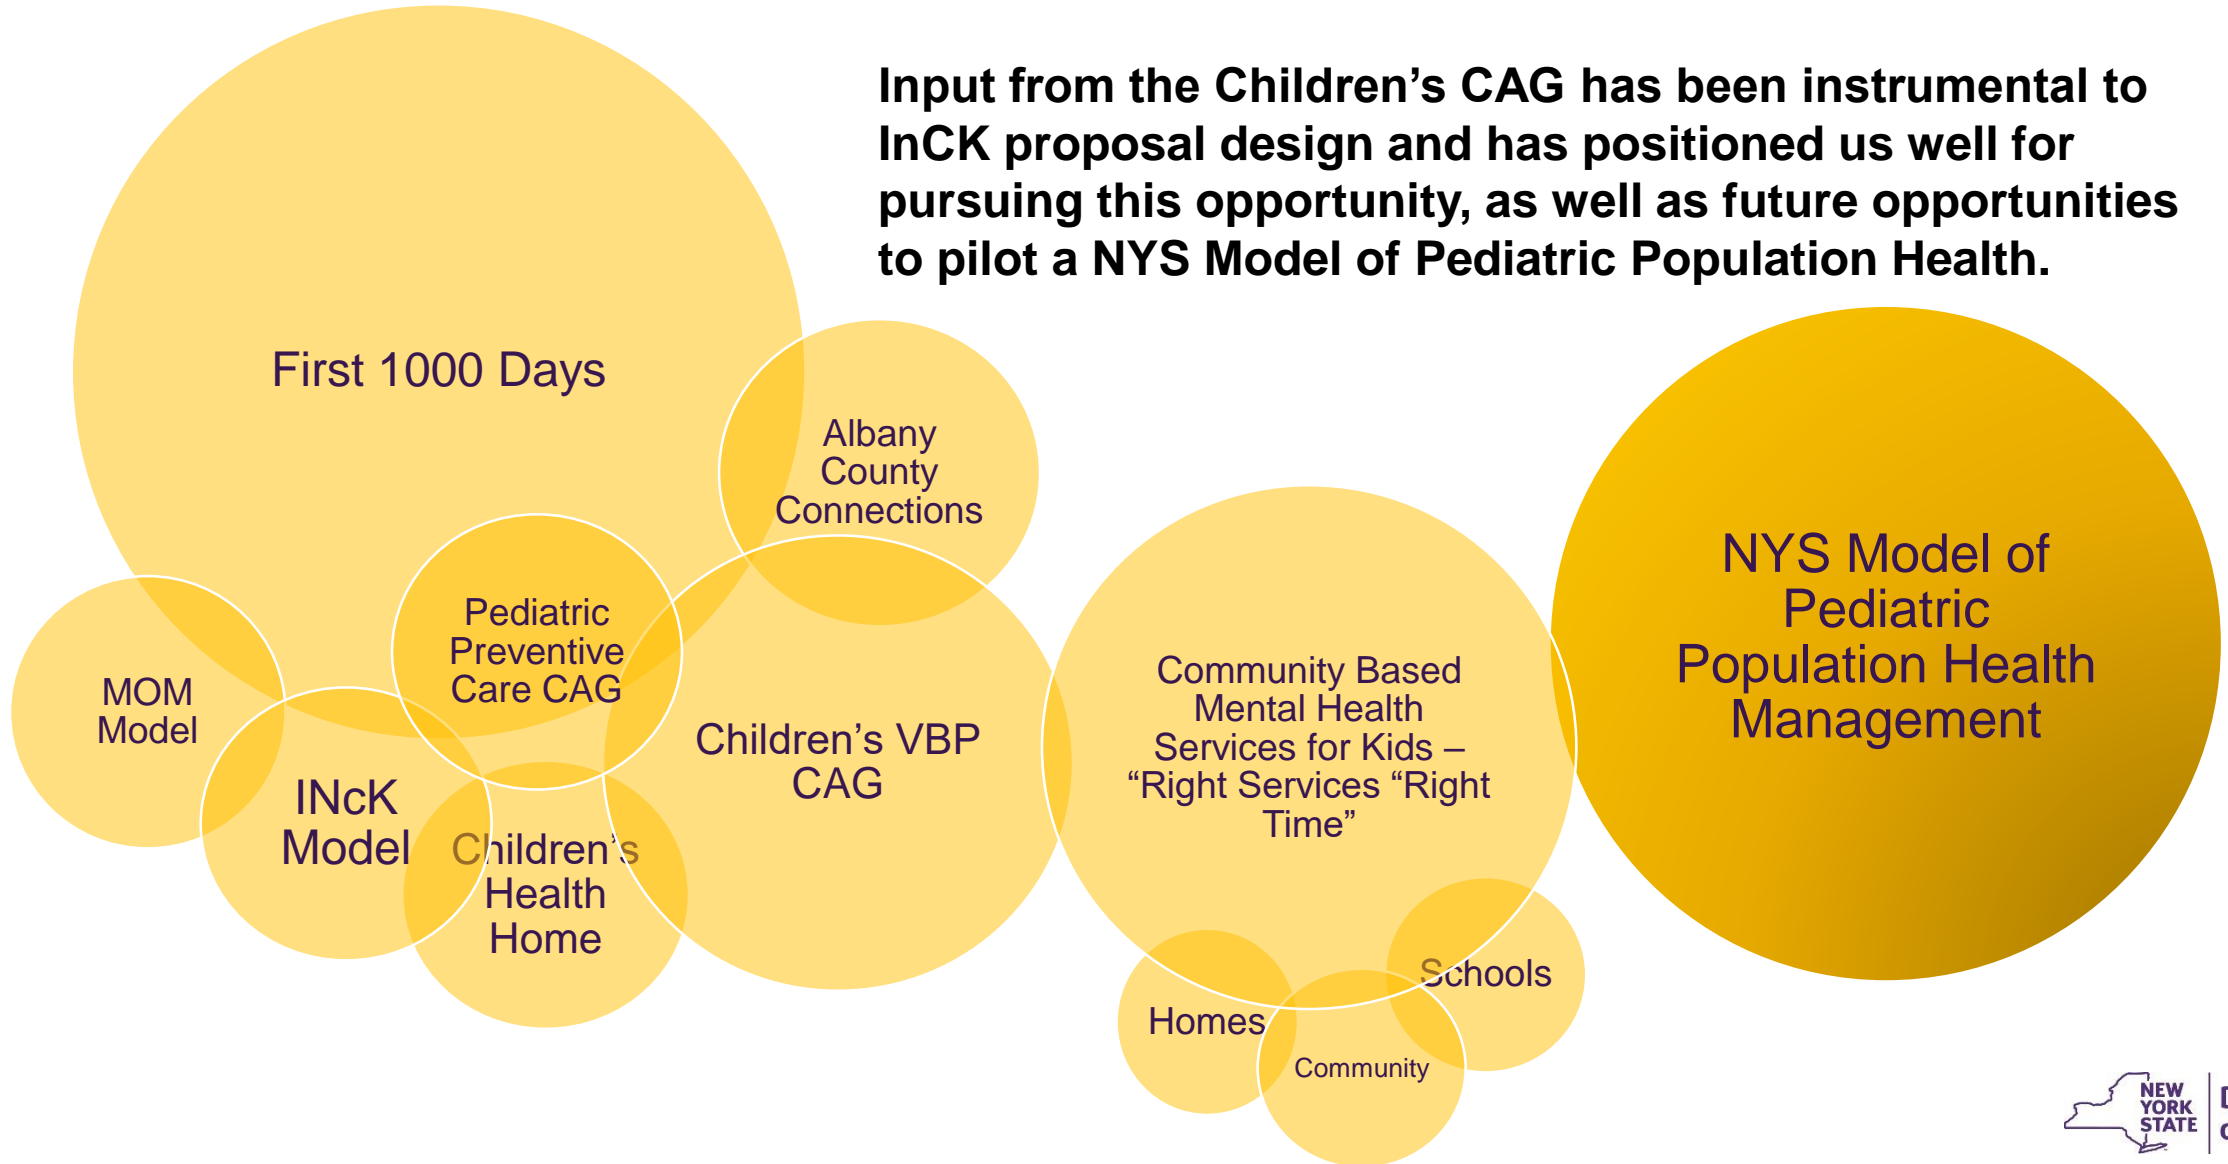 Input from the Children’s CAG has been instrumental to
InCK proposal design and has positioned us well for
pursuing this opportunity, as well as future opportunities
to pilot a NYS Model of Pediatric Population Health.
First 1000 Days
Albany
County
Connections
Pediatric
Preventive
Care CAG
MOM
Model
INcK
Model
Children’s
Health
Home
Children’s VBP
CAG
Community Based
Mental Health
Services for Kids –
“Right Services “Right
Time”
Homes
Community
Schools
NYS Model of
Pediatric
Population Health
Management
NEW
YORK
STATE